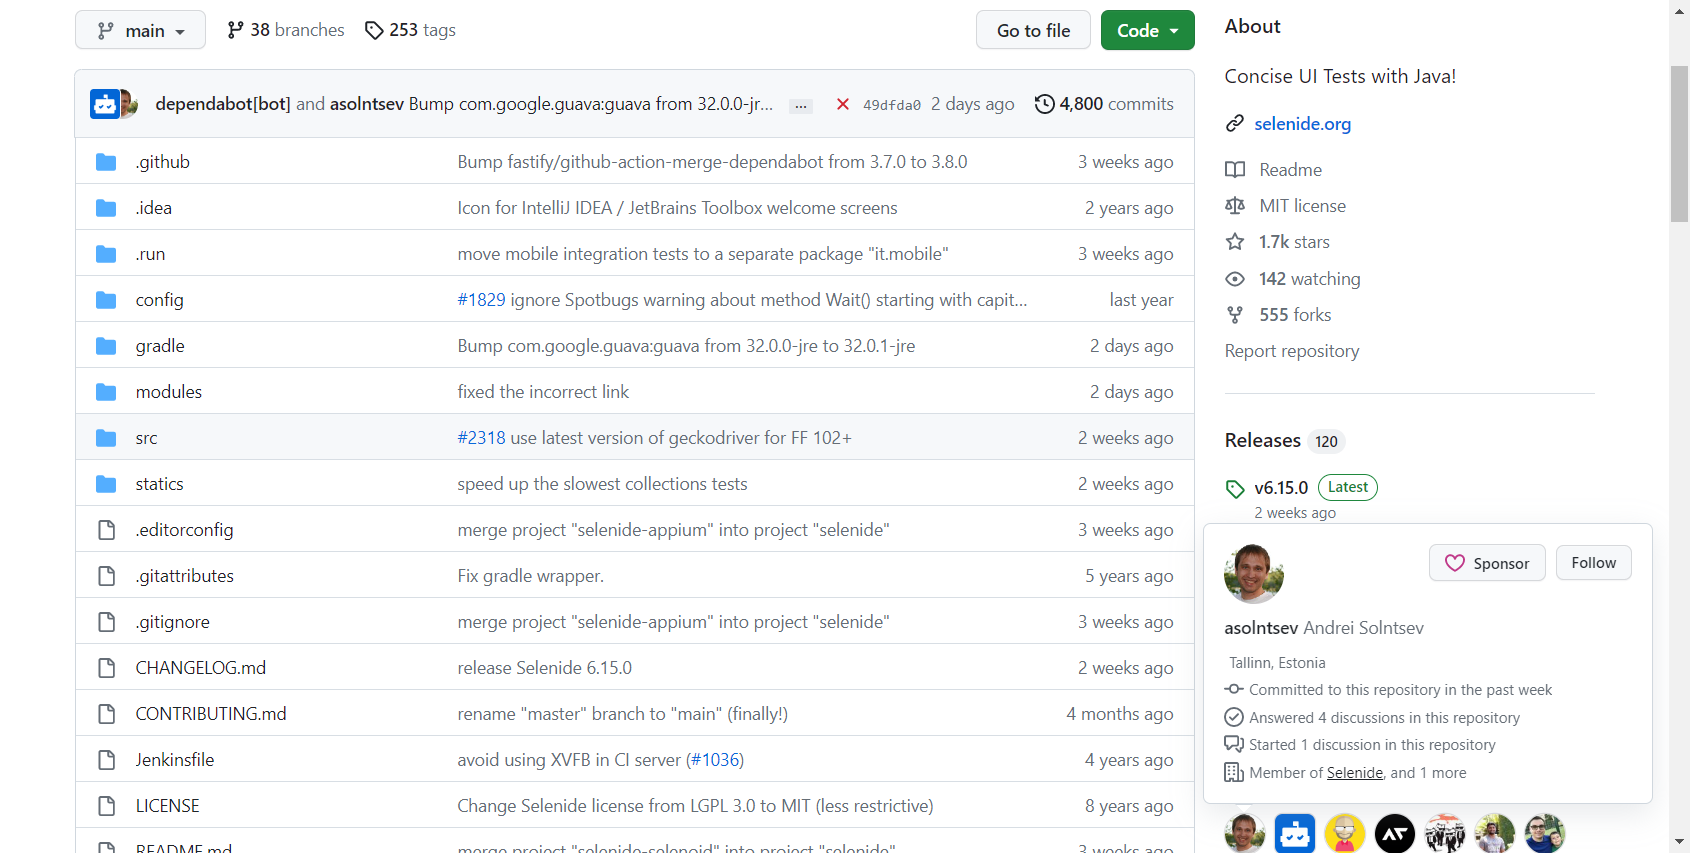 main 38 branches 253 tags Go to file Code
dependabot[bot] and asolntsev Bump com.google.guava:guava from 32.0.0-jr... ... 49dfda0 2 days ago 4,800 commits
.github Bump fastify/github-action-merge-dependabot from 3.7.0 to 3.8.0 3 weeks ago
.idea Icon for IntelliJ IDEA / JetBrains Toolbox welcome screens 2 years ago
.run move mobile integration tests to a separate package "it.mobile" 3 weeks ago
config #1829 ignore Spotbugs warning about method Wait() starting with capit... last year
gradle Bump com.google.guava:guava from 32.0.0-jre to 32.0.1-jre 2 days ago
modules fixed the incorrect link 2 days ago
src #2318 use latest version of geckodriver for FF 102+ 2 weeks ago
statics speed up the slowest collections tests 2 weeks ago
.editorconfig merge project "selenide-appium" into project "selenide" 3 weeks ago
.gitattributes Fix gradle wrapper. 5 years ago
.gitignore merge project "selenide-appium" into project "selenide" 3 weeks ago
CHANGELOG.md release Selenide 6.15.0 2 weeks ago
CONTRIBUTING.md rename "master" branch to "main" (finally!) 4 months ago
Jenkinsfile avoid using XVFB in CI server (#1036) 4 years ago
LICENSE Change Selenide license from LGPL 3.0 to MIT (less restrictive) 8 years ago
README.md merge project "selenide-selenoid" into project "selenide" 3 weeks ago
About
Concise UI Tests with Java!
selenide.org
Readme
MIT license
1.7k stars
142 watching
555 forks
Report repository
Releases 120
v6.15.0 Latest
2 weeks ago
Sponsor Follow
asolntsev Andrei Solntsev
Tallinn, Estonia
Committed to this repository in the past week
Answered 4 discussions in this repository
Started 1 discussion in this repository
Member of Selenide, and 1 more